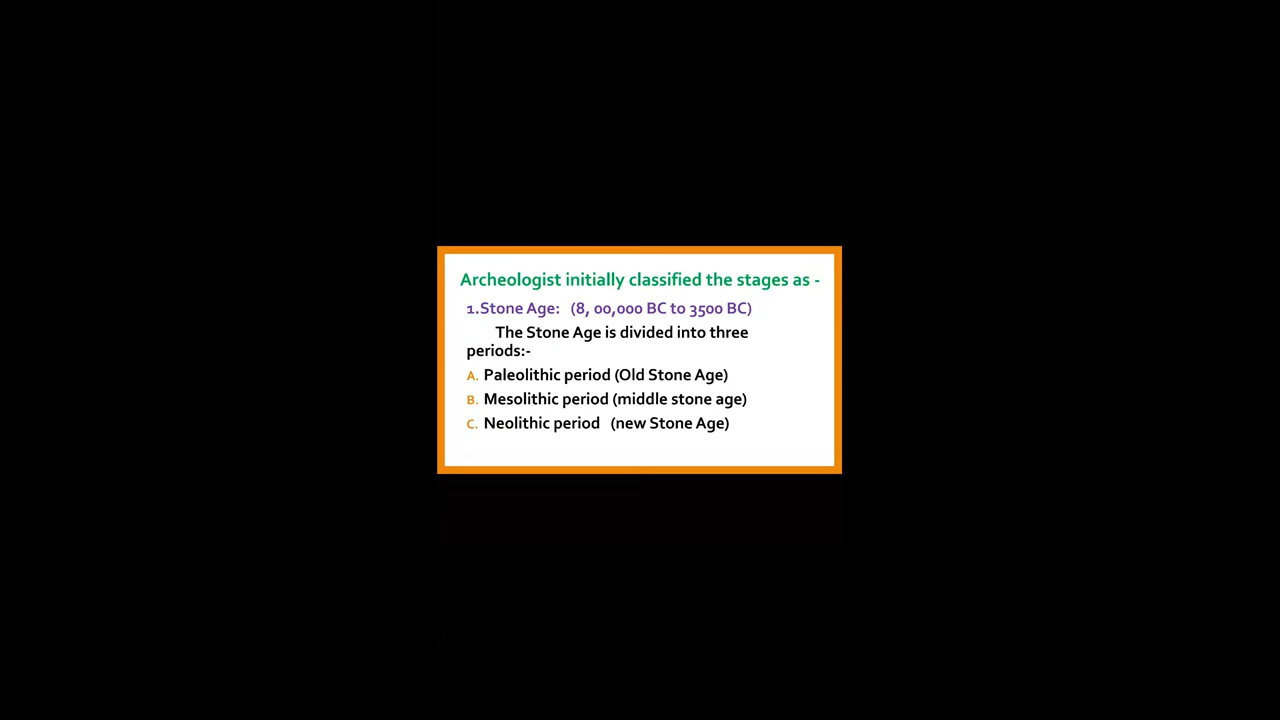 Archeologist initially classified the stages as -
1.Stone Age: (8, 00,000 BC to 3500 BC)
The Stone Age is divided into three
periods:-
A. Paleolithic period (Old Stone Age)
B. Mesolithic period (middle stone age)
C. Neolithic period (new Stone Age)